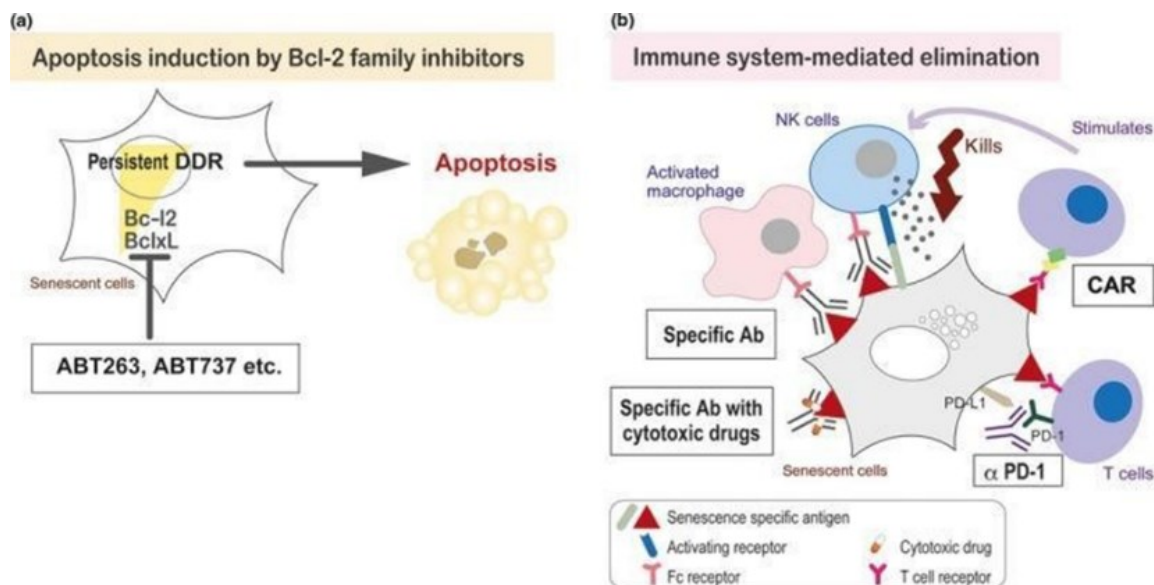 (a)
Apoptosis induction by Bcl-2 family inhibitors
Persistent DDR
Bc-l2
BclxL
Senescent cells
ABT263, ABT737 etc.
Apoptosis
(b)
Immune system-mediated elimination
NK cells
Stimulates
Kills
Activated
macrophage
CAR
Specific Ab
Specific Ab with
cytotoxic drugs
PD-L1
PD-1
α PD-1
Senescent cells
T cells
Senescence specific antigen
Activating receptor
Cytotoxic drug
Fc receptor
T cell receptor